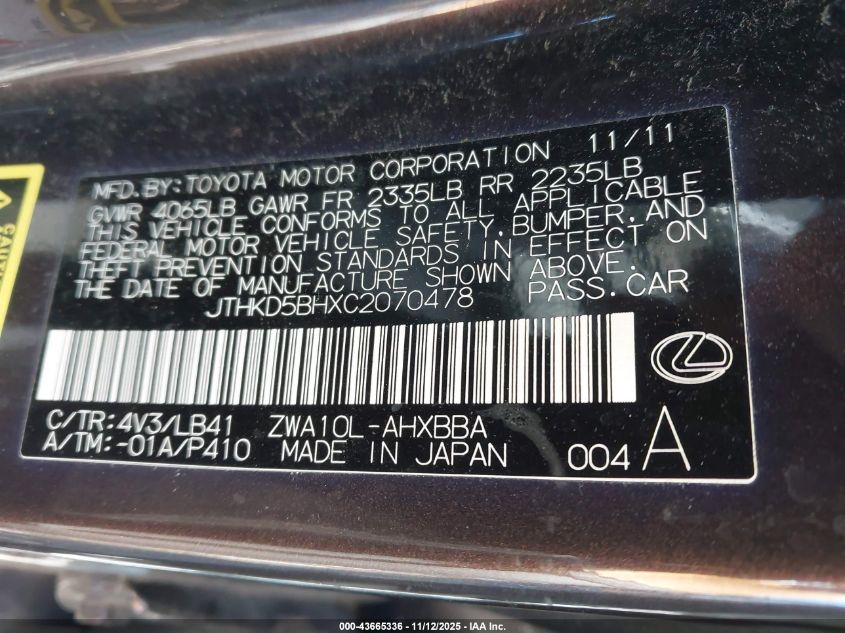 MFD. BY: TOYOTA MOTOR CORPORATION 11/11
GVWR 4065LB GAWR FR 2335LB RR 2235LB
THIS VEHICLE CONFORMS TO ALL APPLICABLE
FEDERAL MOTOR VEHICLE SAFETY, BUMPER, AND
THEFT PREVENTION STANDARDS IN EFFECT ON
THE DATE OF MANUFACTURE SHOWN ABOVE.
JTHKD5BHXC2070478 PASS. CAR
C/TR: 4V3/LB41 ZWA10L-AHXBBA
A/TM: -01A/P410 MADE IN JAPAN 004 A
000-43665336 - 11/12/2025 - IAA Inc.